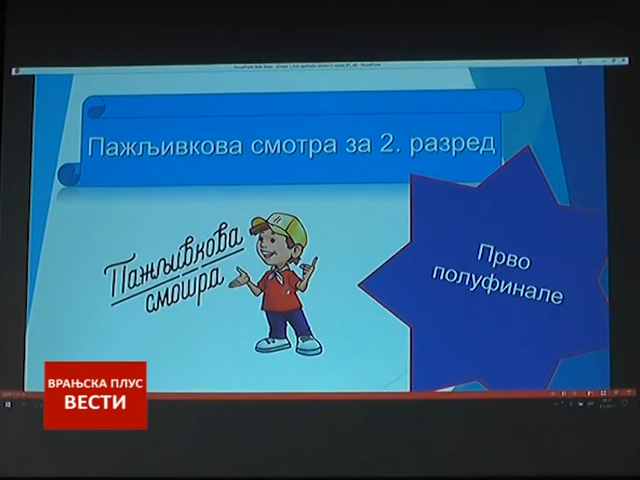 Пажљивкова смотра за 2. разред
Пажљивкова
смотра
Прво
полуфинале
ВРАЊСКА ПЛУС
ВЕСТИ